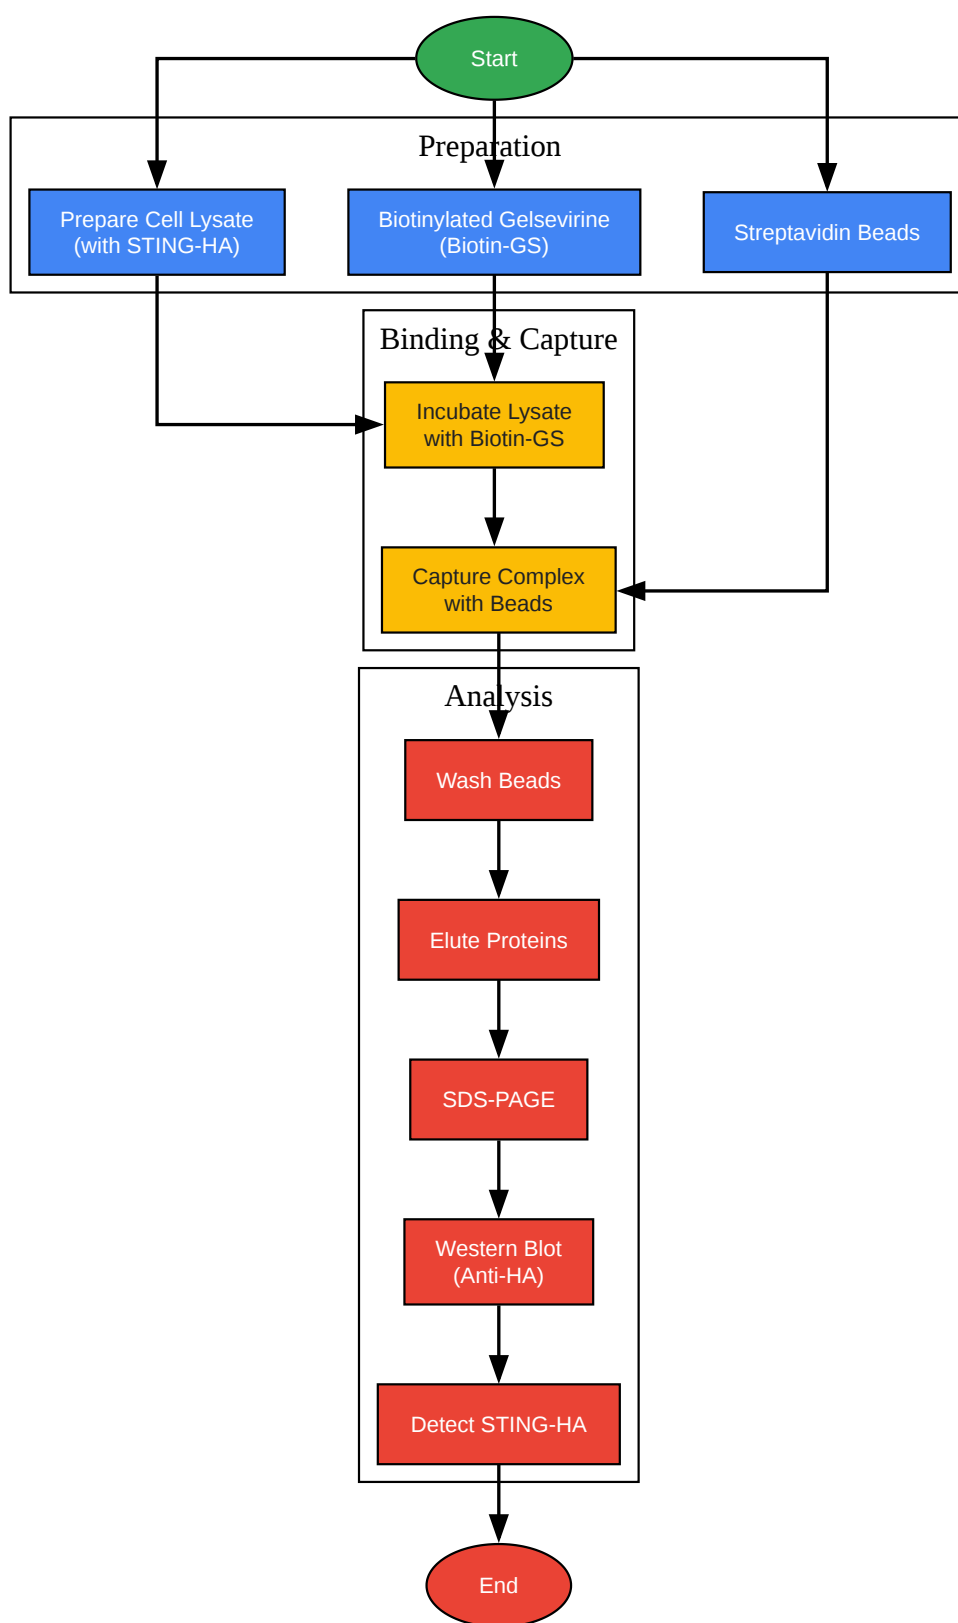 Start
Preparation
Prepare Cell Lysate
(with STING-HA)
Biotinylated Gelsevirine
(Biotin-GS)
Streptavidin Beads
Binding & Capture
Incubate Lysate
with Biotin-GS
Capture Complex
with Beads
Analysis
Wash Beads
Elute Proteins
SDS-PAGE
Western Blot
(Anti-HA)
Detect STING-HA
End